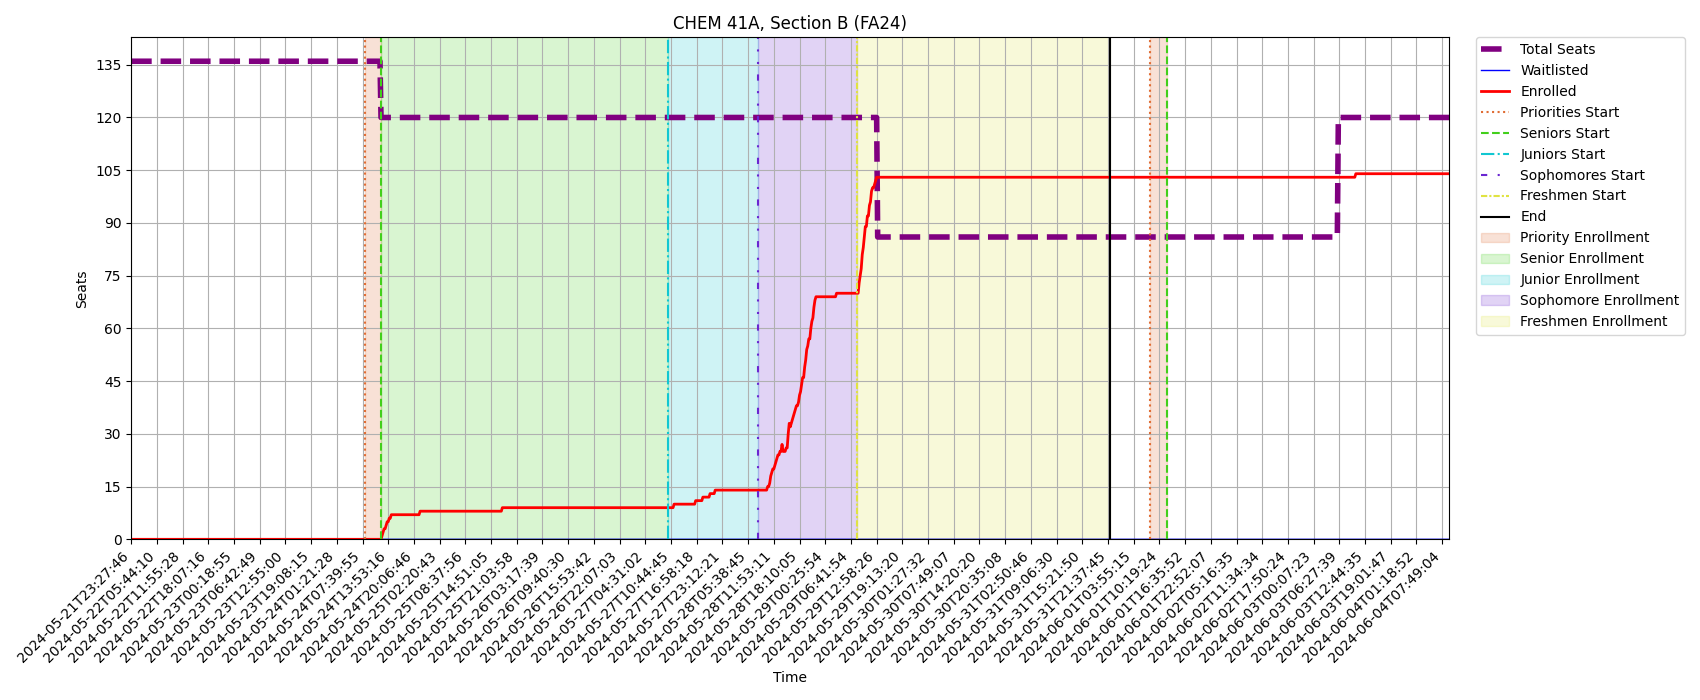 CHEM 41A, Section B (FA24)
Seats
135
120
105
90
75
60
45
30
15
0
2024-05-21T23:27:46
2024-05-22T05:44:10
2024-05-22T11:55:28
2024-05-22T18:07:16
2024-05-23T00:18:55
2024-05-23T06:42:49
2024-05-23T12:55:00
2024-05-23T19:08:15
2024-05-24T01:21:28
2024-05-24T07:39:55
2024-05-24T13:53:16
2024-05-24T20:06:46
2024-05-25T02:20:43
2024-05-25T08:37:56
2024-05-25T14:51:05
2024-05-25T21:03:58
2024-05-26T03:17:39
2024-05-26T09:40:30
2024-05-26T15:53:42
2024-05-26T22:07:03
2024-05-27T04:31:02
2024-05-27T10:44:45
2024-05-27T16:58:18
2024-05-27T23:12:21
2024-05-28T05:38:45
2024-05-28T11:53:11
2024-05-28T18:10:05
2024-05-29T00:25:54
2024-05-29T06:41:54
2024-05-29T12:58:26
2024-05-29T19:13:20
2024-05-30T01:27:32
2024-05-30T07:49:07
2024-05-30T14:20:20
2024-05-30T20:35:08
2024-05-31T02:50:46
2024-05-31T09:06:30
2024-05-31T15:21:50
2024-05-31T21:37:45
2024-06-01T03:55:15
2024-06-01T10:19:24
2024-06-01T16:35:52
2024-06-01T22:52:07
2024-06-02T05:16:35
2024-06-02T11:34:34
2024-06-02T17:50:24
2024-06-03T00:07:23
2024-06-03T06:27:39
2024-06-03T12:44:35
2024-06-03T19:01:47
2024-06-04T01:18:52
2024-06-04T07:49:04
Time
Total Seats
Waitlisted
Enrolled
Priorities Start
Seniors Start
Juniors Start
Sophomores Start
Freshmen Start
End
Priority Enrollment
Senior Enrollment
Junior Enrollment
Sophomore Enrollment
Freshmen Enrollment